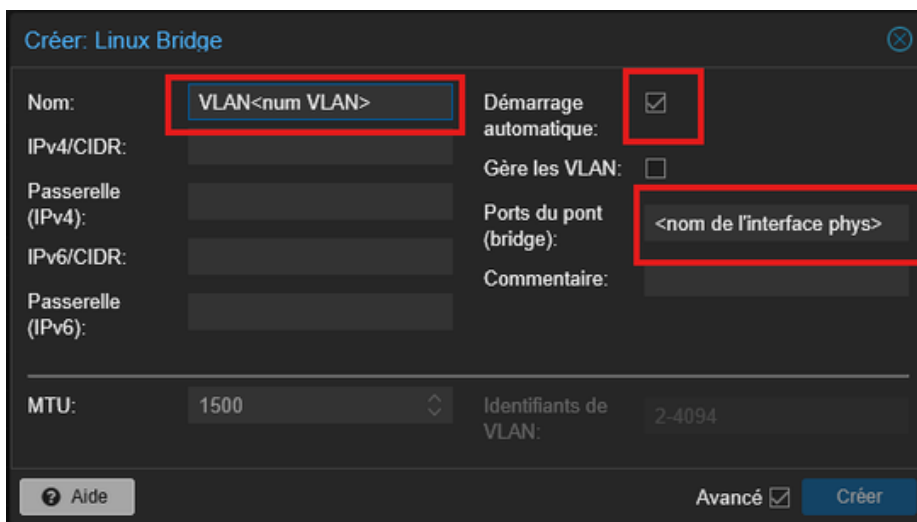 Créer: Linux Bridge
Nom: VLAN<num VLAN>
IPv4/CIDR:
Passerelle
(IPv4):
IPv6/CIDR:
Passerelle
(IPv6):
Démarrage
automatique:
Gère les VLAN:
Ports du pont
(bridge): <nom de l'interface phys>
Commentaire:
MTU: 1500
Identifiants de
VLAN: 2-4094
Aide
Avancé
Créer